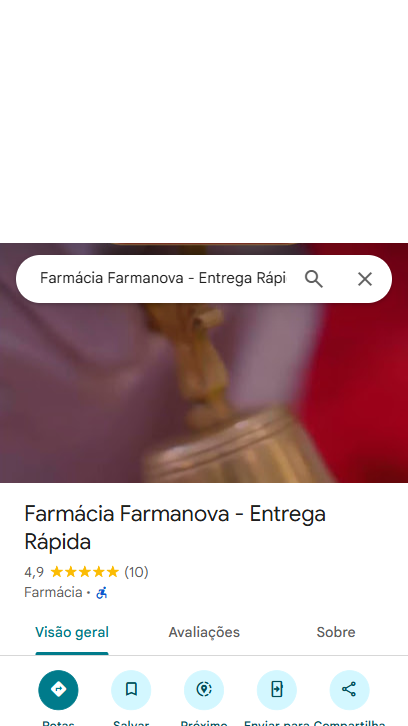 Farmácia Farmanova - Entrega Rápi
Farmácia Farmanova - Entrega
Rápida
4,9 ★★★★★ (10)
Farmácia ·
Visão geral Avaliações Sobre
Rotas Salvar Próximo Enviar para Compartilha